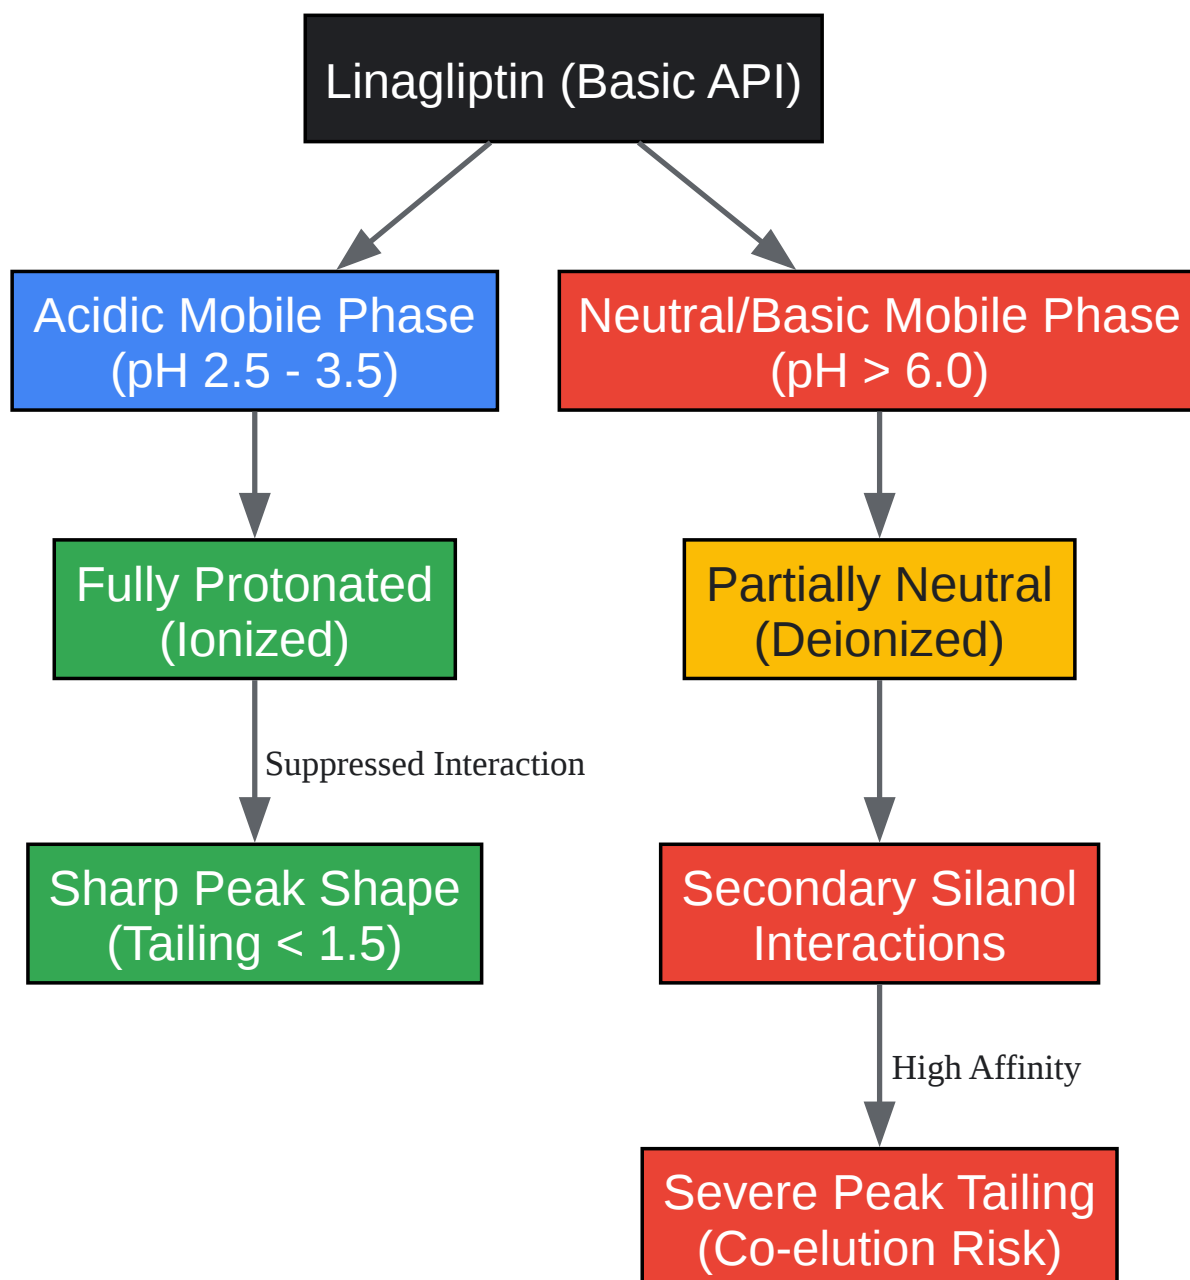 Linagliptin (Basic API)
Acidic Mobile Phase
(pH 2.5 - 3.5)
Neutral/Basic Mobile Phase
(pH > 6.0)
Fully Protonated
(Ionized)
Partially Neutral
(Deionized)
Suppressed Interaction
Sharp Peak Shape
(Tailing < 1.5)
Secondary Silanol
Interactions
High Affinity
Severe Peak Tailing
(Co-elution Risk)